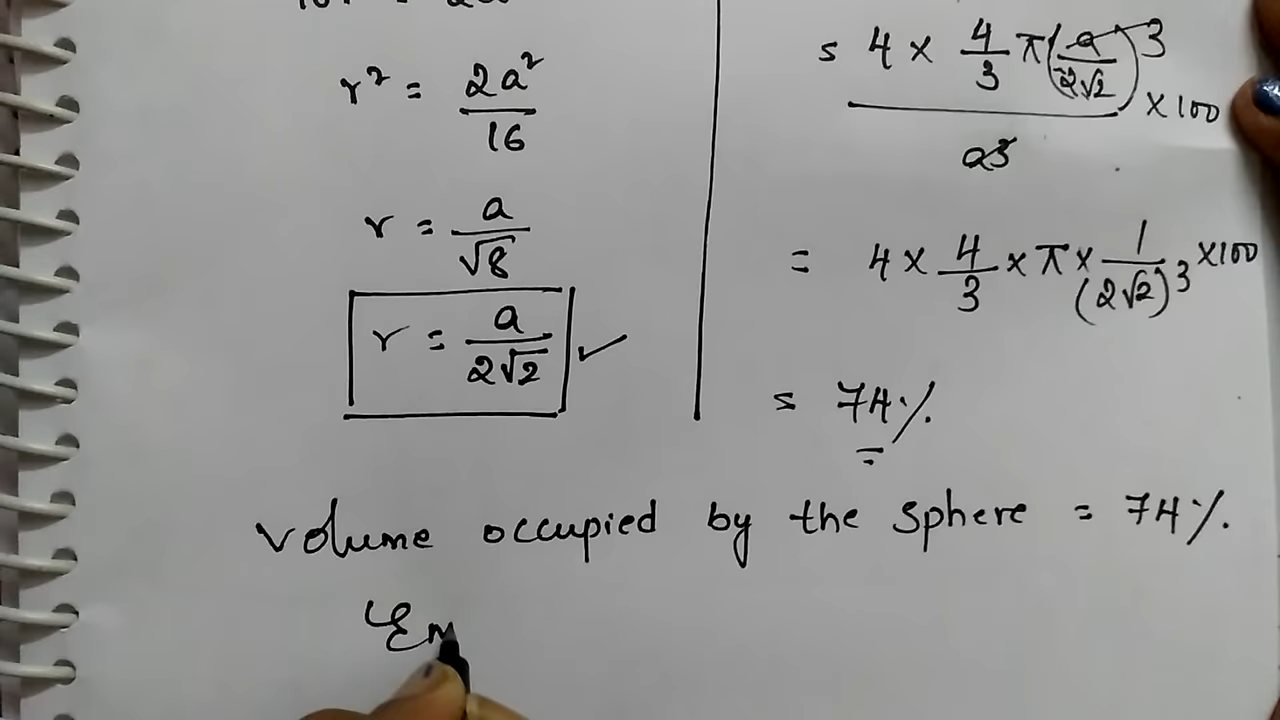 r² = 2a²/16
r = a/√8
r = a/2√2 ✓
s 4 × 4/3 π(a/2√2)3 × 100
a3
= 4 × 4/3 × π × 1/(2√2)3 × 100
s 74%
Volume occupied by the sphere = 74%.
Em